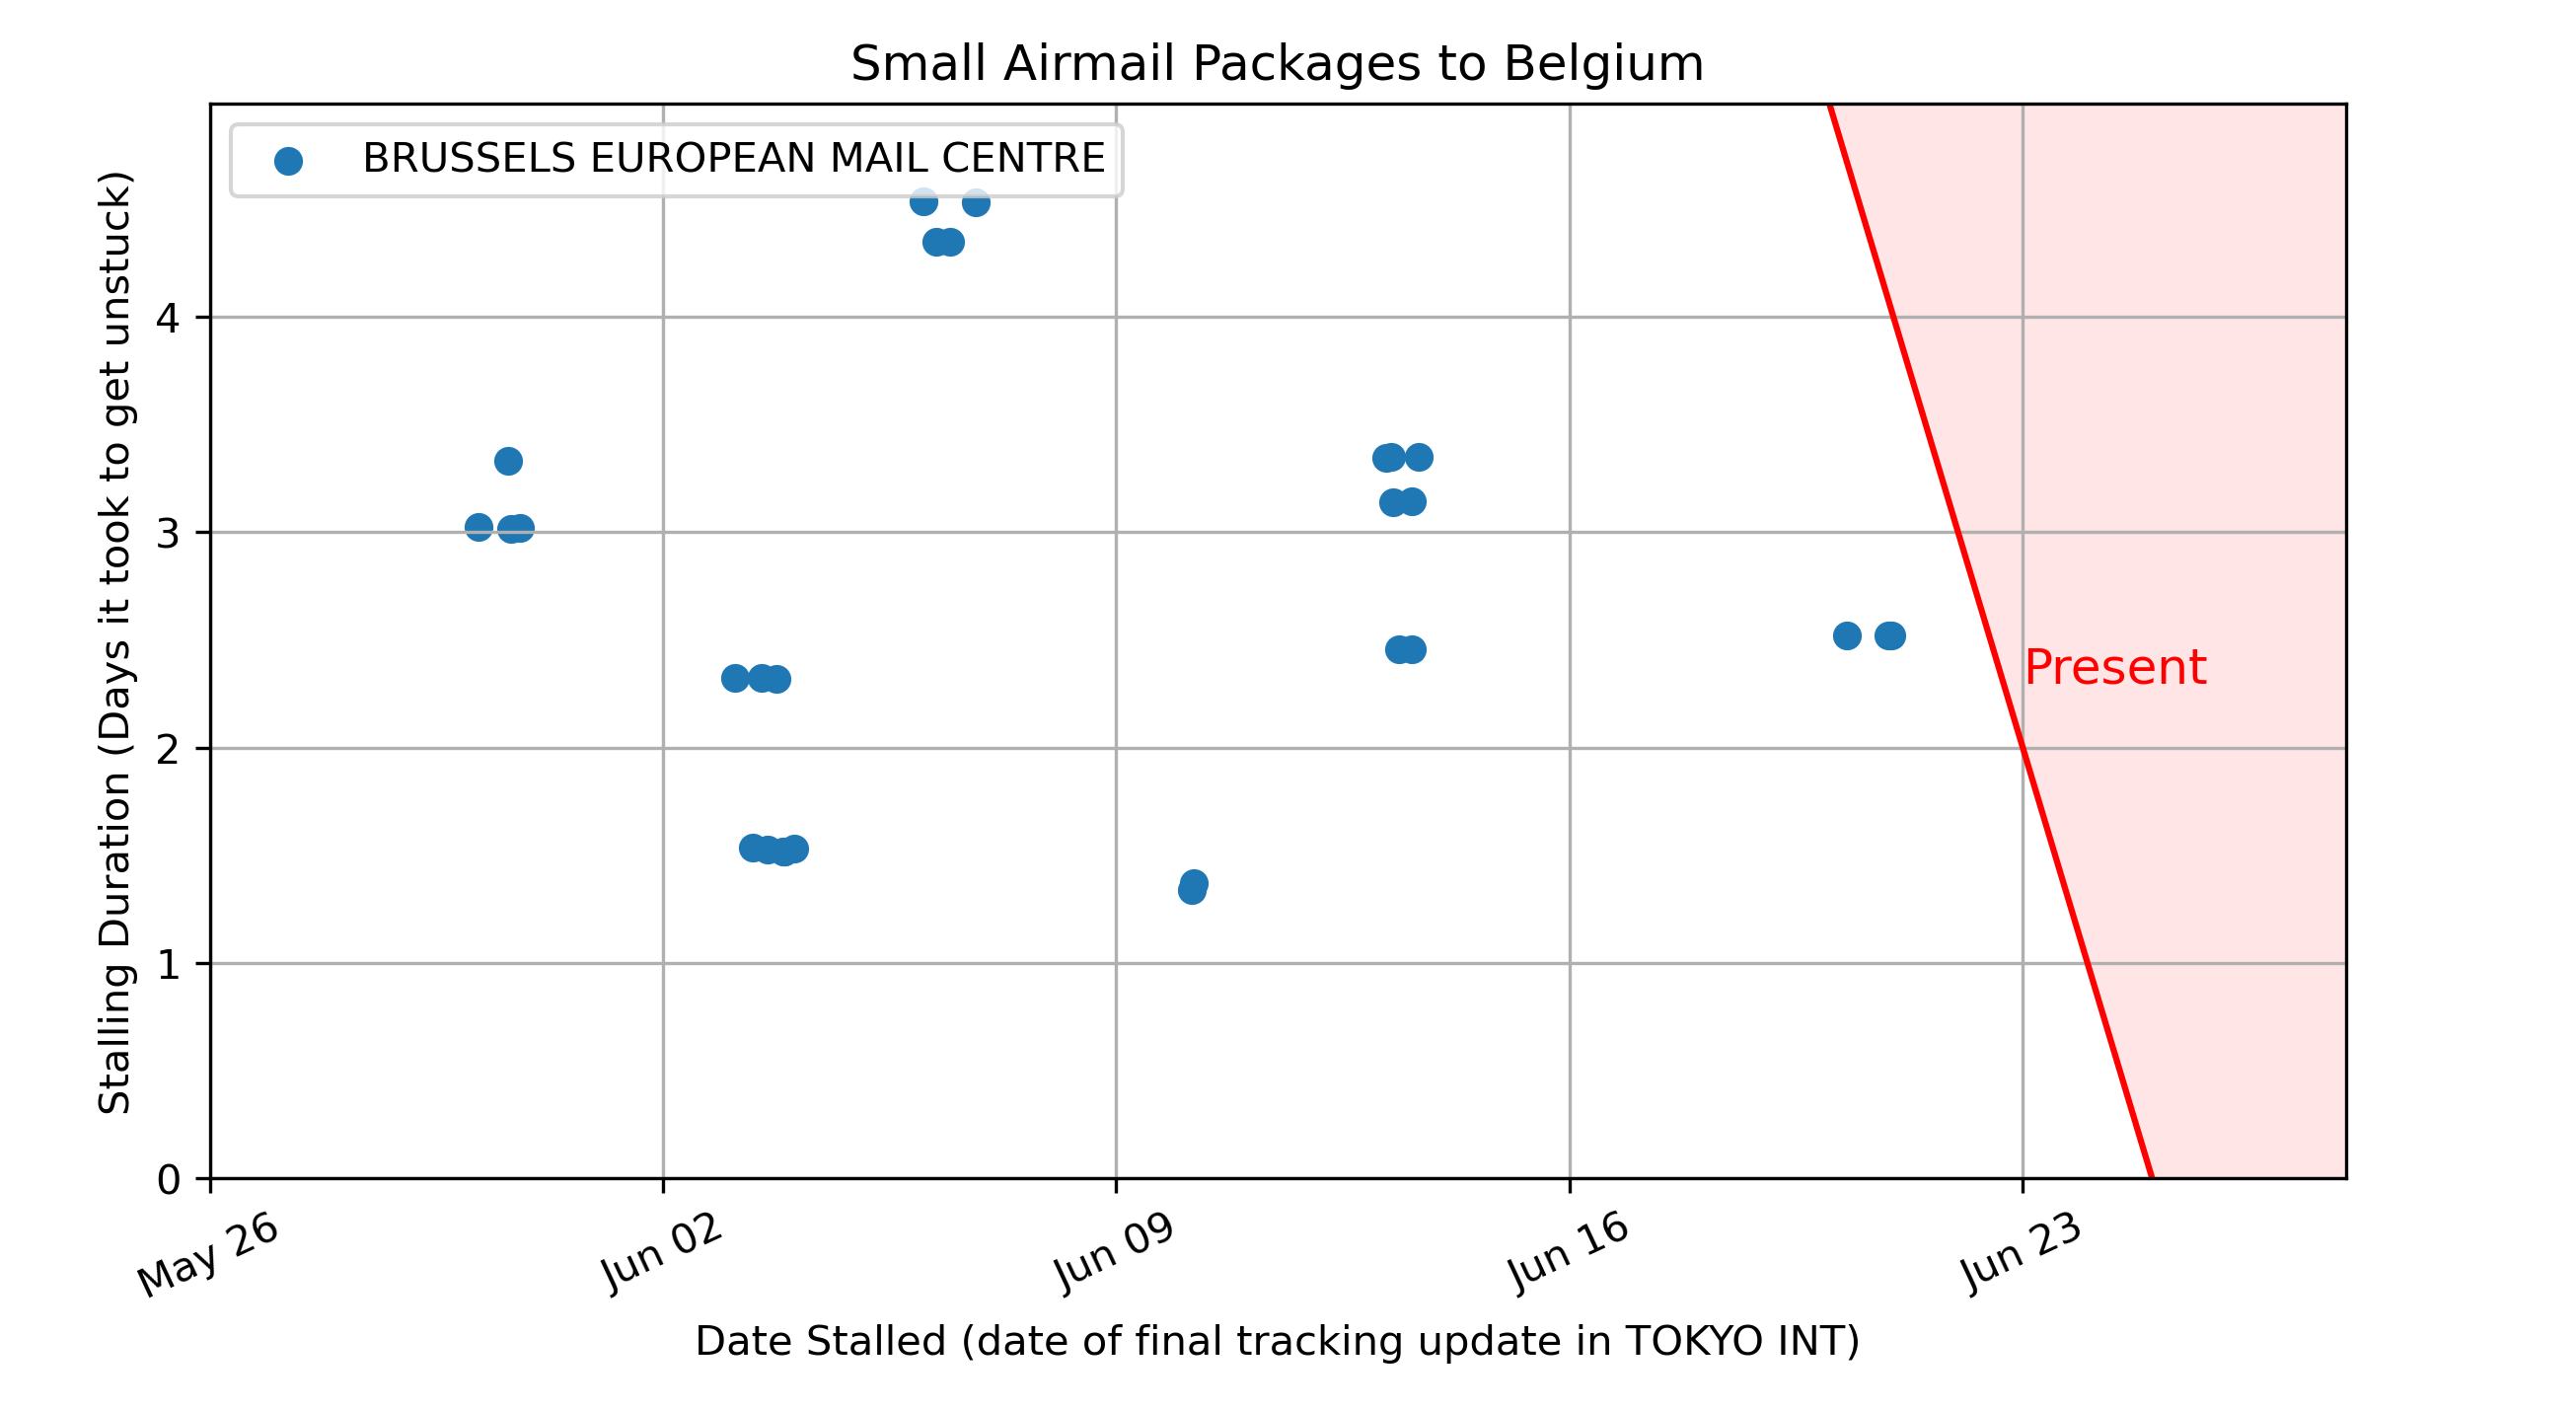 Small Airmail Packages to Belgium
BRUSSELS EUROPEAN MAIL CENTRE
Stalling Duration (Days it took to get unstuck)
4
3
2
1
0
Present
May 26
Jun 02
Jun 09
Jun 16
Jun 23
Date Stalled (date of final tracking update in TOKYO INT)